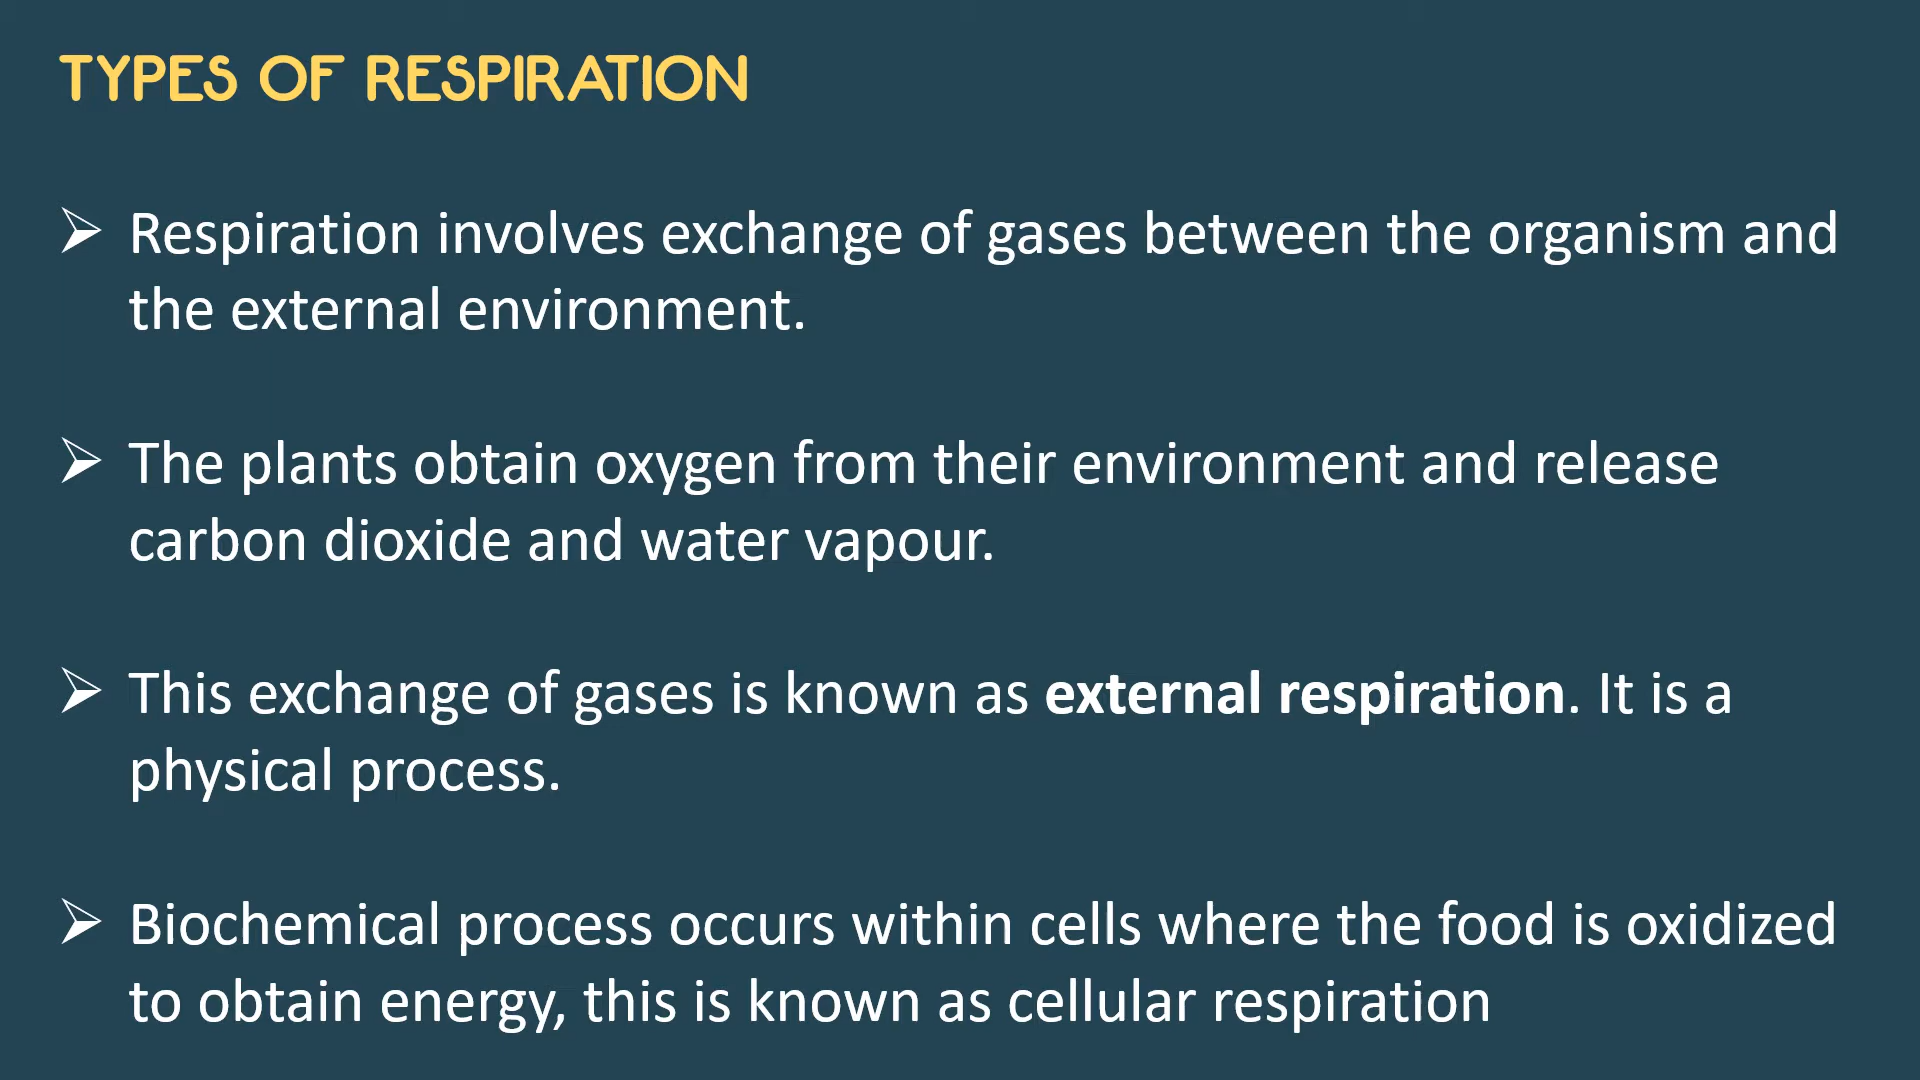 TYPES OF RESPIRATION
➢ Respiration involves exchange of gases between the organism and
the external environment.
➢ The plants obtain oxygen from their environment and release
carbon dioxide and water vapour.
➢ This exchange of gases is known as external respiration. It is a
physical process.
➢ Biochemical process occurs within cells where the food is oxidized
to obtain energy, this is known as cellular respiration